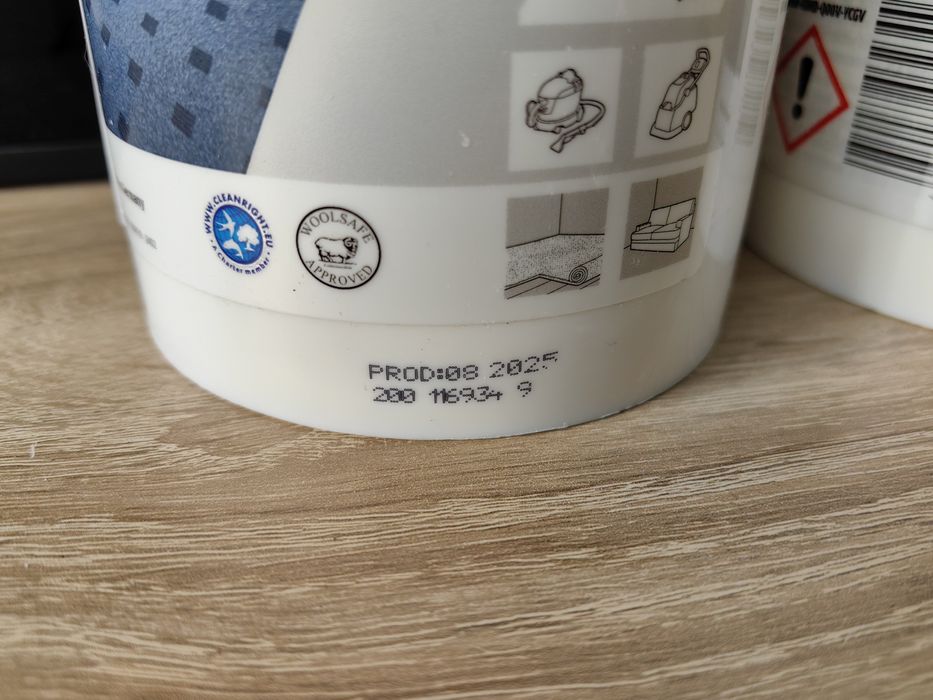 WWW.CLEANRIGHT.EU
A Charter member
WOOLSAFE
APPROVED
PROD:08 2025
200 116934 9